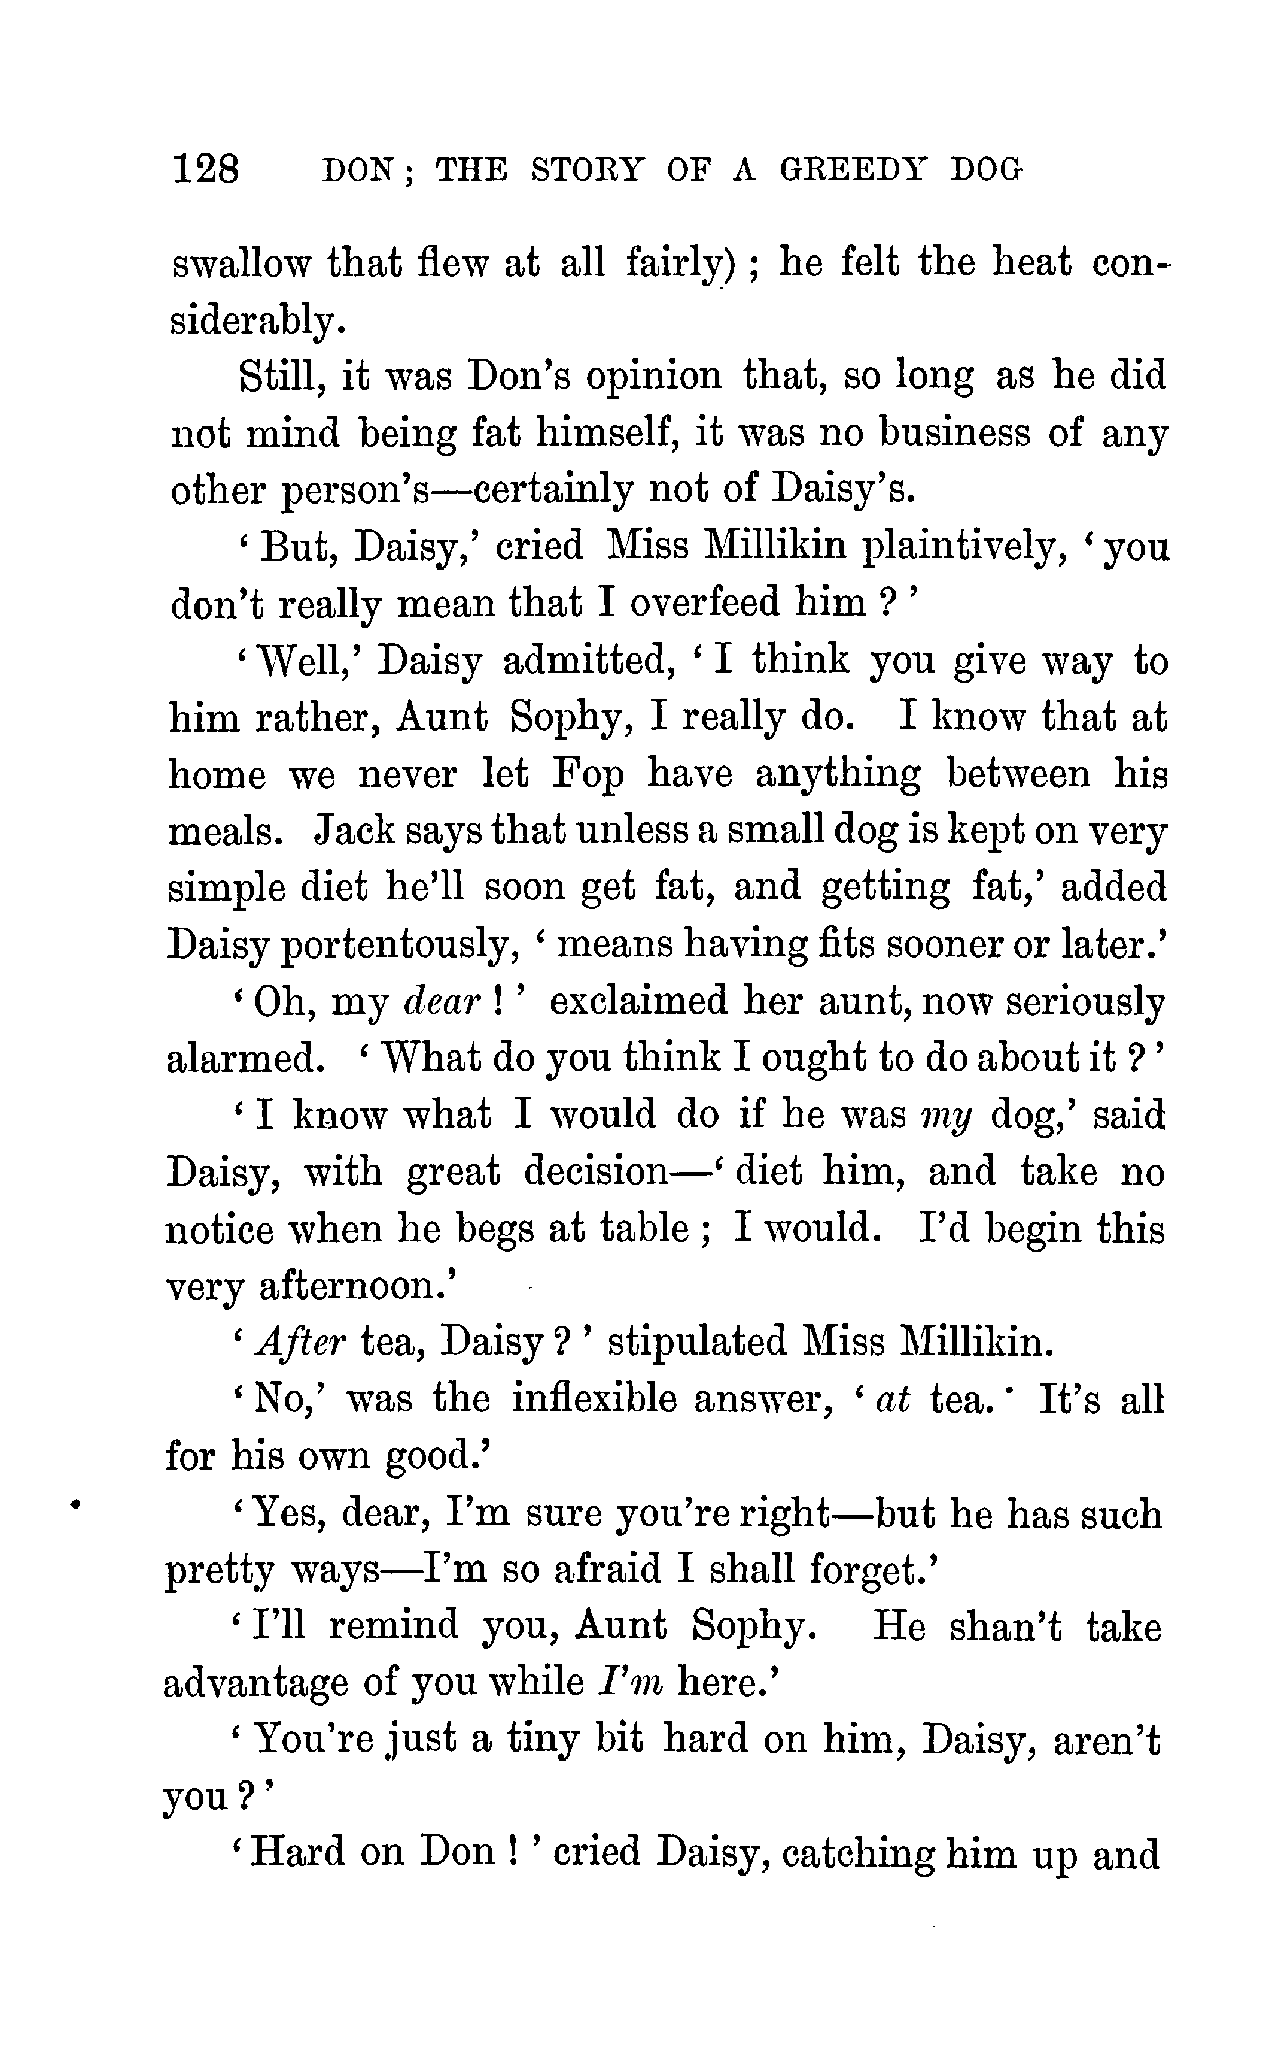 128 DON; THE STORY OF A GREEDY DOG
swallow that flew at all fairly); he felt the heat con-
siderably.
Still, it was Don's opinion that, so long as he did
not mind being fat himself, it was no business of any
other person's—certainly not of Daisy's.
‘But, Daisy,’ cried Miss Millikin plaintively, ‘you
don't really mean that I overfeed him?’
‘Well,’ Daisy admitted, ‘I think you give way to
him rather, Aunt Sophy, I really do. I know that at
home we never let Fop have anything between his
meals. Jack says that unless a small dog is kept on very
simple diet he'll soon get fat, and getting fat,’ added
Daisy portentously, ‘means having fits sooner or later.’
‘Oh, my dear!’ exclaimed her aunt, now seriously
alarmed. ‘What do you think I ought to do about it?’
‘I know what I would do if he was my dog,’ said
Daisy, with great decision—‘diet him, and take no
notice when he begs at table; I would. I'd begin this
very afternoon.’
‘After tea, Daisy?’ stipulated Miss Millikin.
‘No,’ was the inflexible answer, ‘at tea. It's all
for his own good.’
‘Yes, dear, I'm sure you're right—but he has such
pretty ways—I'm so afraid I shall forget.’
‘I'll remind you, Aunt Sophy. He shan't take
advantage of you while I'm here.’
‘You're just a tiny bit hard on him, Daisy, aren't
you?’
‘Hard on Don!’ cried Daisy, catching him up and